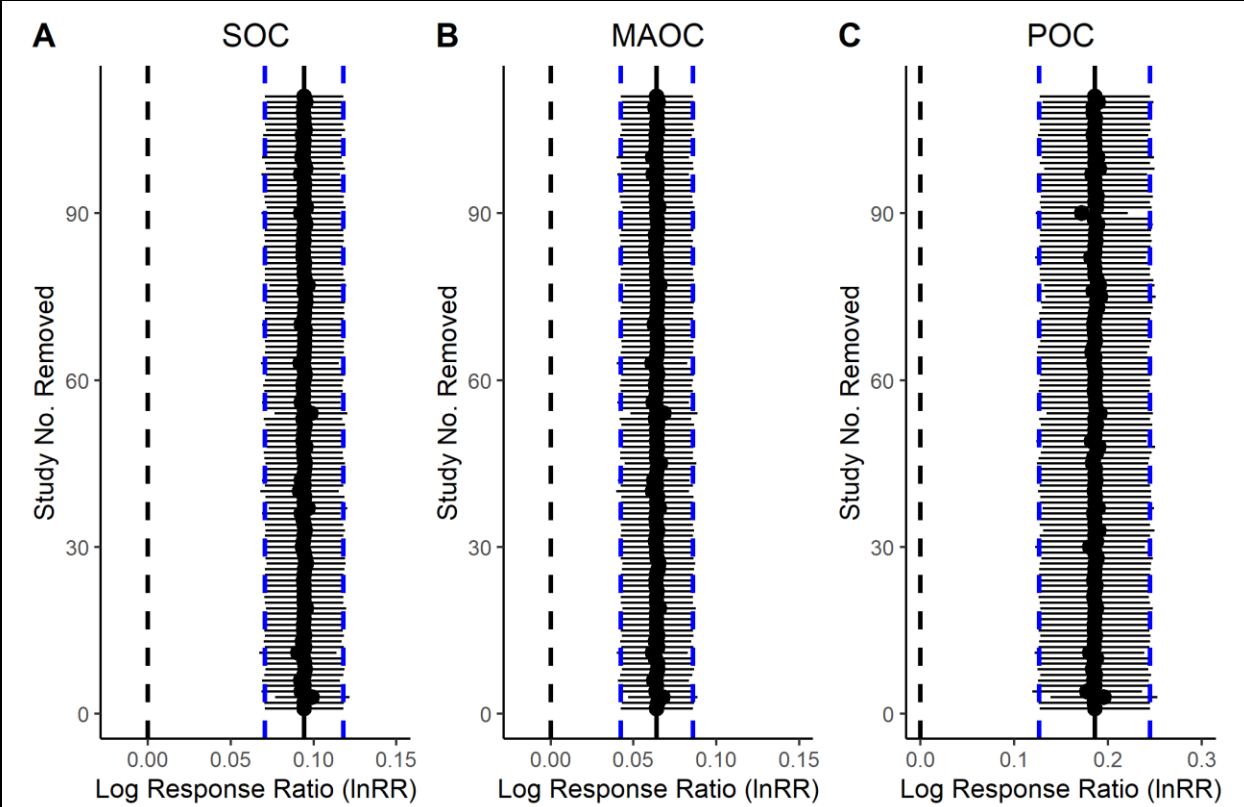 A SOC
B MAOC
C POC
Study No. Removed
90
60
30
0
0.00 0.05 0.10 0.15
Log Response Ratio (lnRR)
Study No. Removed
90
60
30
0
0.00 0.05 0.10 0.15
Log Response Ratio (lnRR)
Study No. Removed
90
60
30
0
0.0 0.1 0.2 0.3
Log Response Ratio (lnRR)